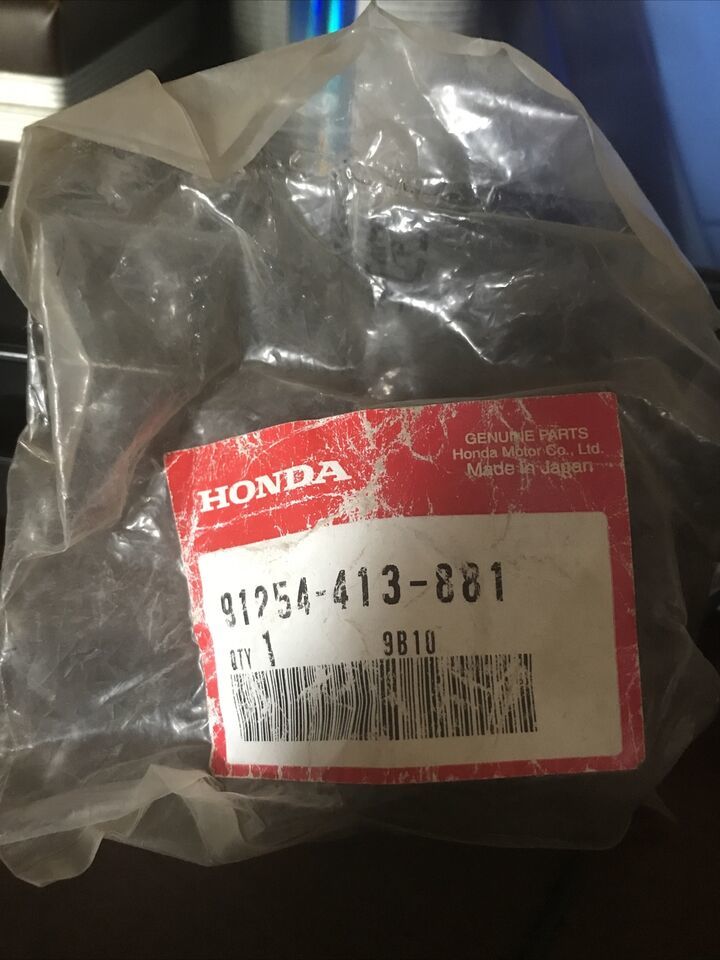 GENUINE PARTS
Honda Motor Co., Ltd.
Made in Japan
HONDA
91254-413-881
QTY 1 9B10